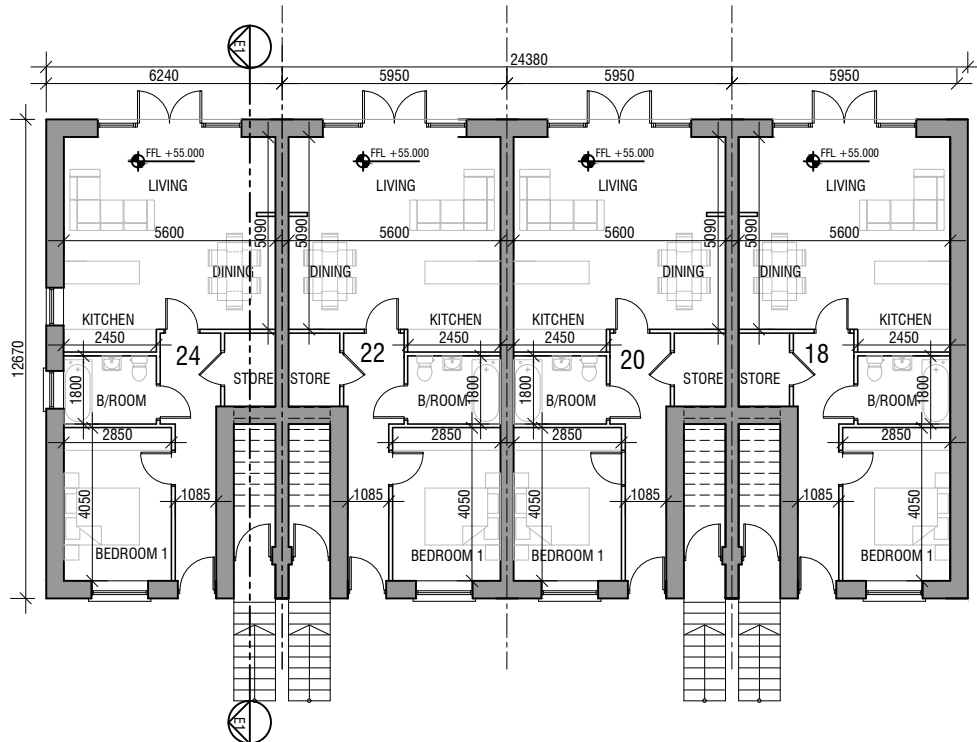 E1
24380
6240 5950 5950 5950
FFL +55.000 FFL +55.000 FFL +55.000 FFL +55.000
LIVING LIVING LIVING LIVING
5090 5090 5090 5090
5600 5600 5600 5600
DINING DINING DINING DINING
KITCHEN KITCHEN KITCHEN KITCHEN
2450 2450 2450 2450
24 22 20 18
12670
STORE STORE STORE STORE
1800 1800 1800 1800
B/ROOM B/ROOM B/ROOM B/ROOM
2850 2850 2850 2850
1085 1085 1085 1085
4050 4050 4050 4050
BEDROOM 1 BEDROOM 1 BEDROOM 1 BEDROOM 1
E1